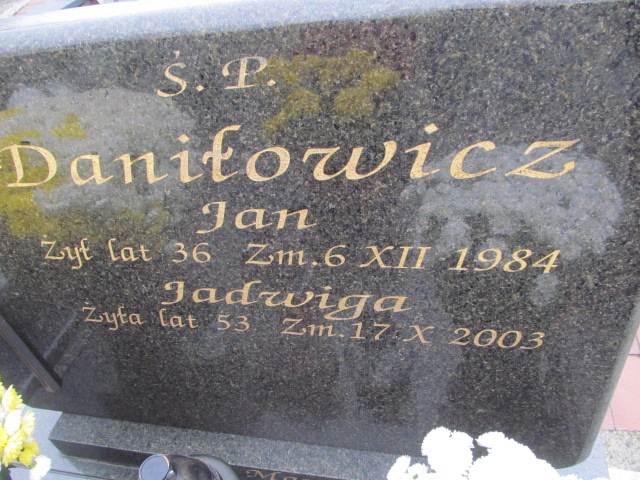 Ś. P.
Daniłowicz
Jan
Żył lat 36 Zm. 6 XII 1984
Jadwiga
Żyła lat 53 Zm. 17 X 2003